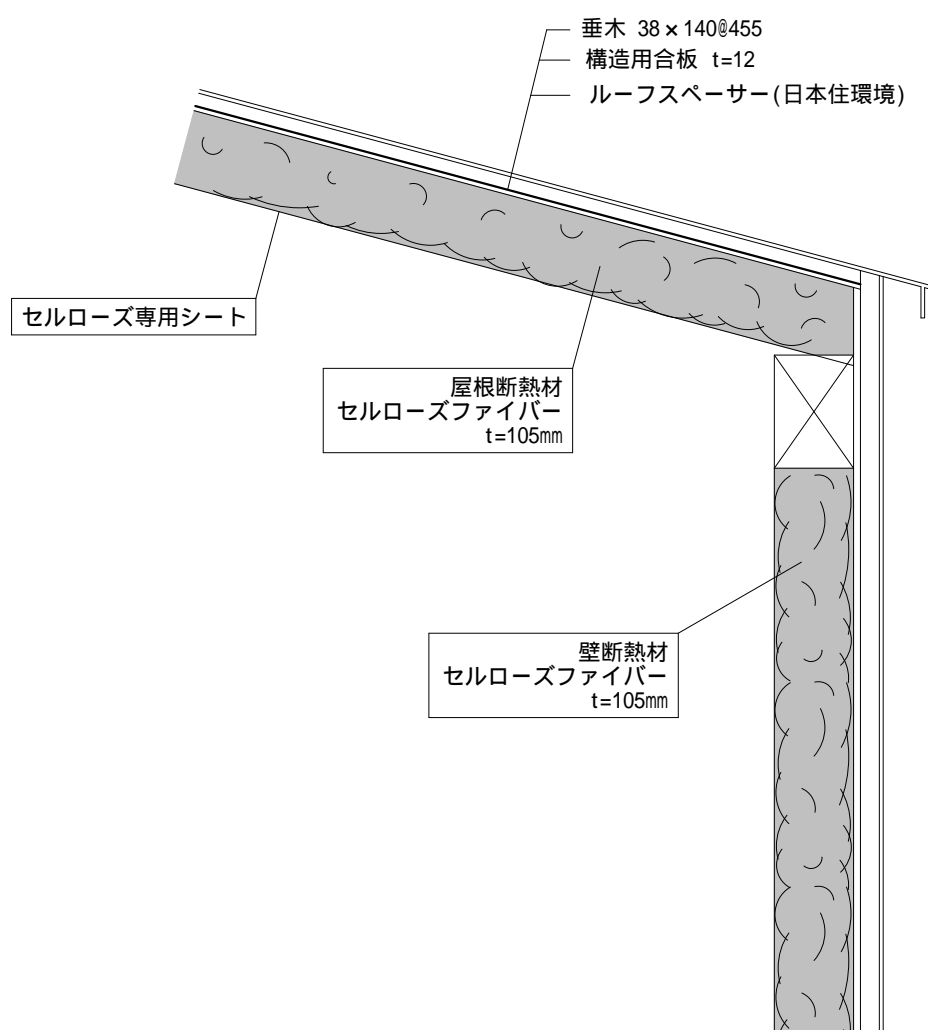 垂木 38×140@455
構造用合板 t=12
ルーフスペーサー(日本住環境)
セルローズ専用シート
屋根断熱材
セルローズファイバー
t=105㎜
壁断熱材
セルローズファイバー
t=105㎜